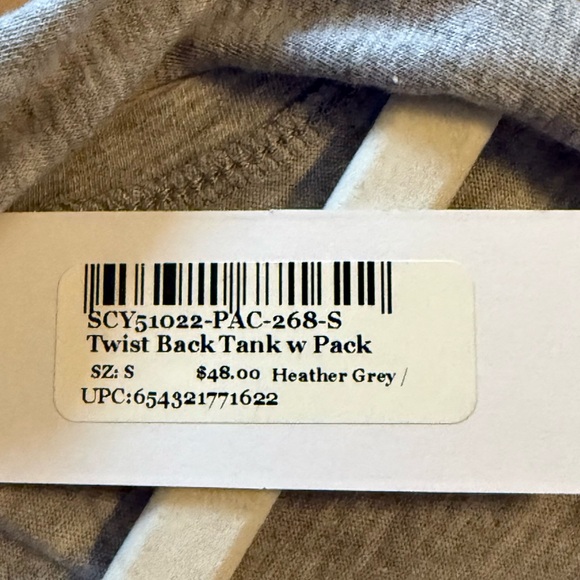 SCY51022-PAC-268-S
Twist Back Tank w Pack
SZ: S $48.00 Heather Grey /
UPC:654321771622